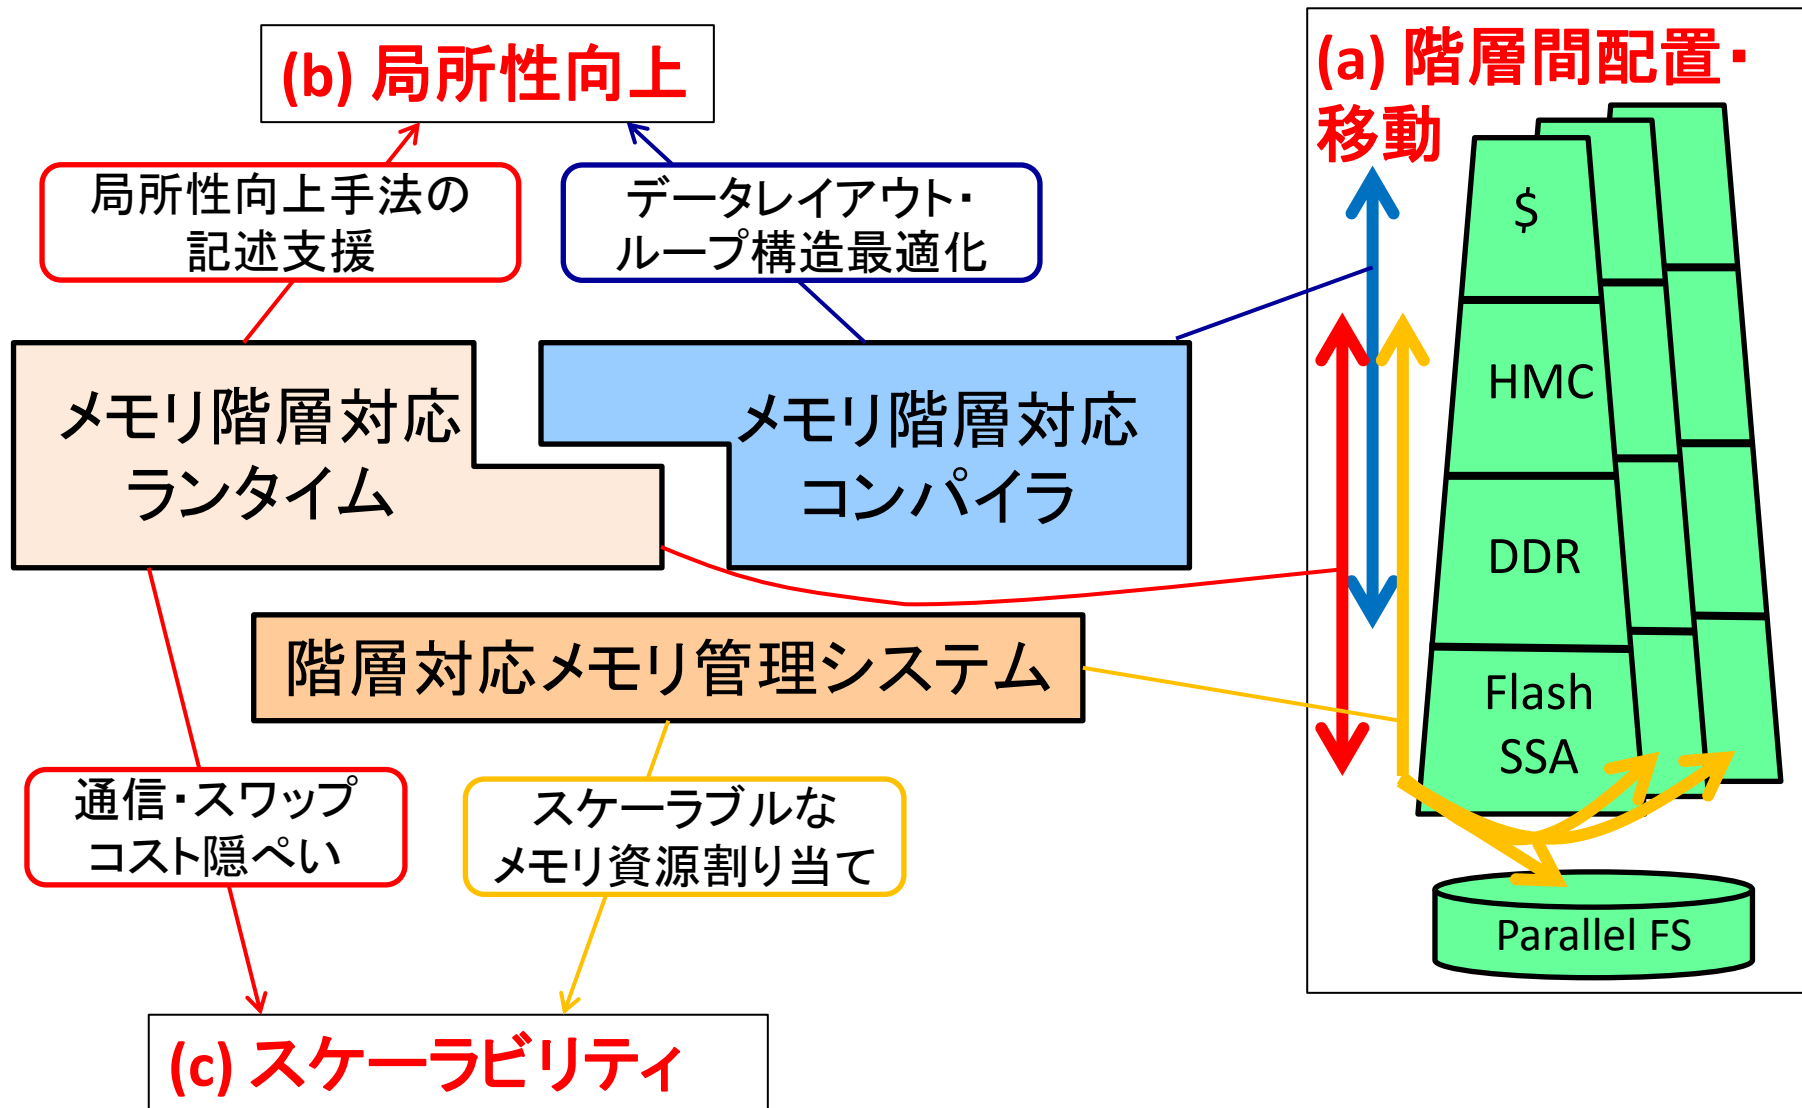 (b) 局所性向上
(a) 階層間配置・
移動
局所性向上手法の
記述支援
データレイアウト・
ループ構造最適化
メモリ階層対応
ランタイム
メモリ階層対応
コンパイラ
階層対応メモリ管理システム
通信・スワップ
コスト隠ぺい
スケーラブルな
メモリ資源割り当て
(c) スケーラビリティ
$
HMC
DDR
Flash
SSA
Parallel FS